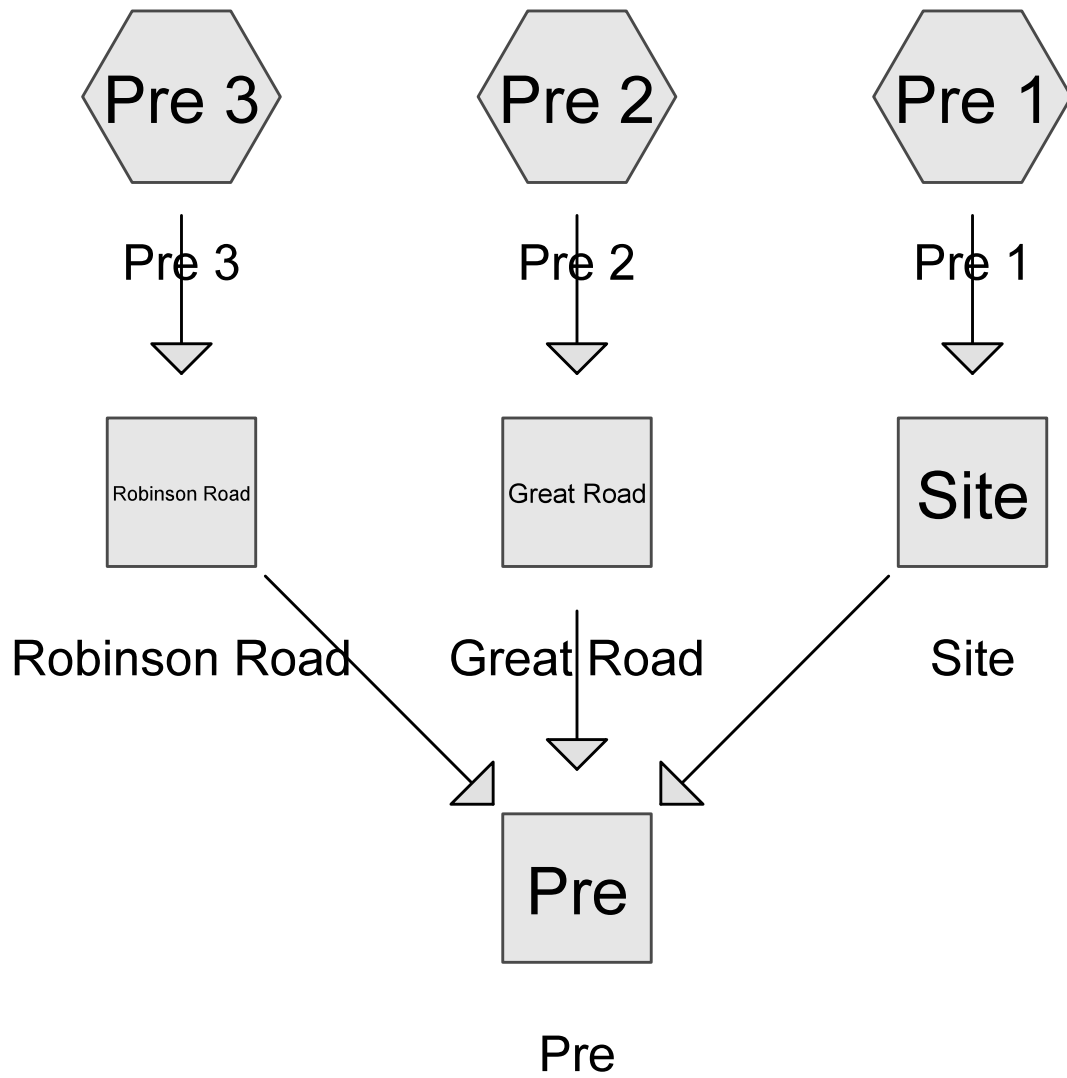 Pre 3
Pre 2
Pre 1
Pre 3
Pre 2
Pre 1
Robinson Road
Great Road
Site
Robinson Road
Great Road
Site
Pre
Pre